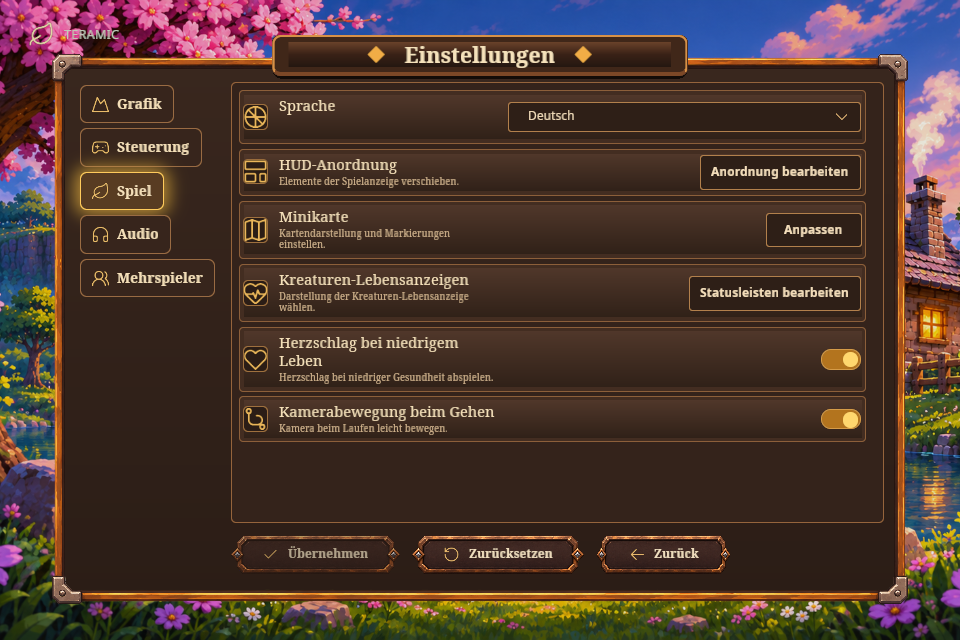 TERAMIC
Einstellungen
Grafik
Steuerung
Spiel
Audio
Mehrspieler
Sprache
Deutsch
HUD-Anordnung
Elemente der Spielanzeige verschieben.
Anordnung bearbeiten
Minikarte
Kartendarstellung und Markierungen
einstellen.
Anpassen
Kreaturen-Lebensanzeigen
Darstellung der Kreaturen-Lebensanzeige
wählen.
Statusleisten bearbeiten
Herzschlag bei niedrigem
Leben
Herzschlag bei niedriger Gesundheit abspielen.
Kamerabewegung beim Gehen
Kamera beim Laufen leicht bewegen.
Übernehmen
Zurücksetzen
Zurück